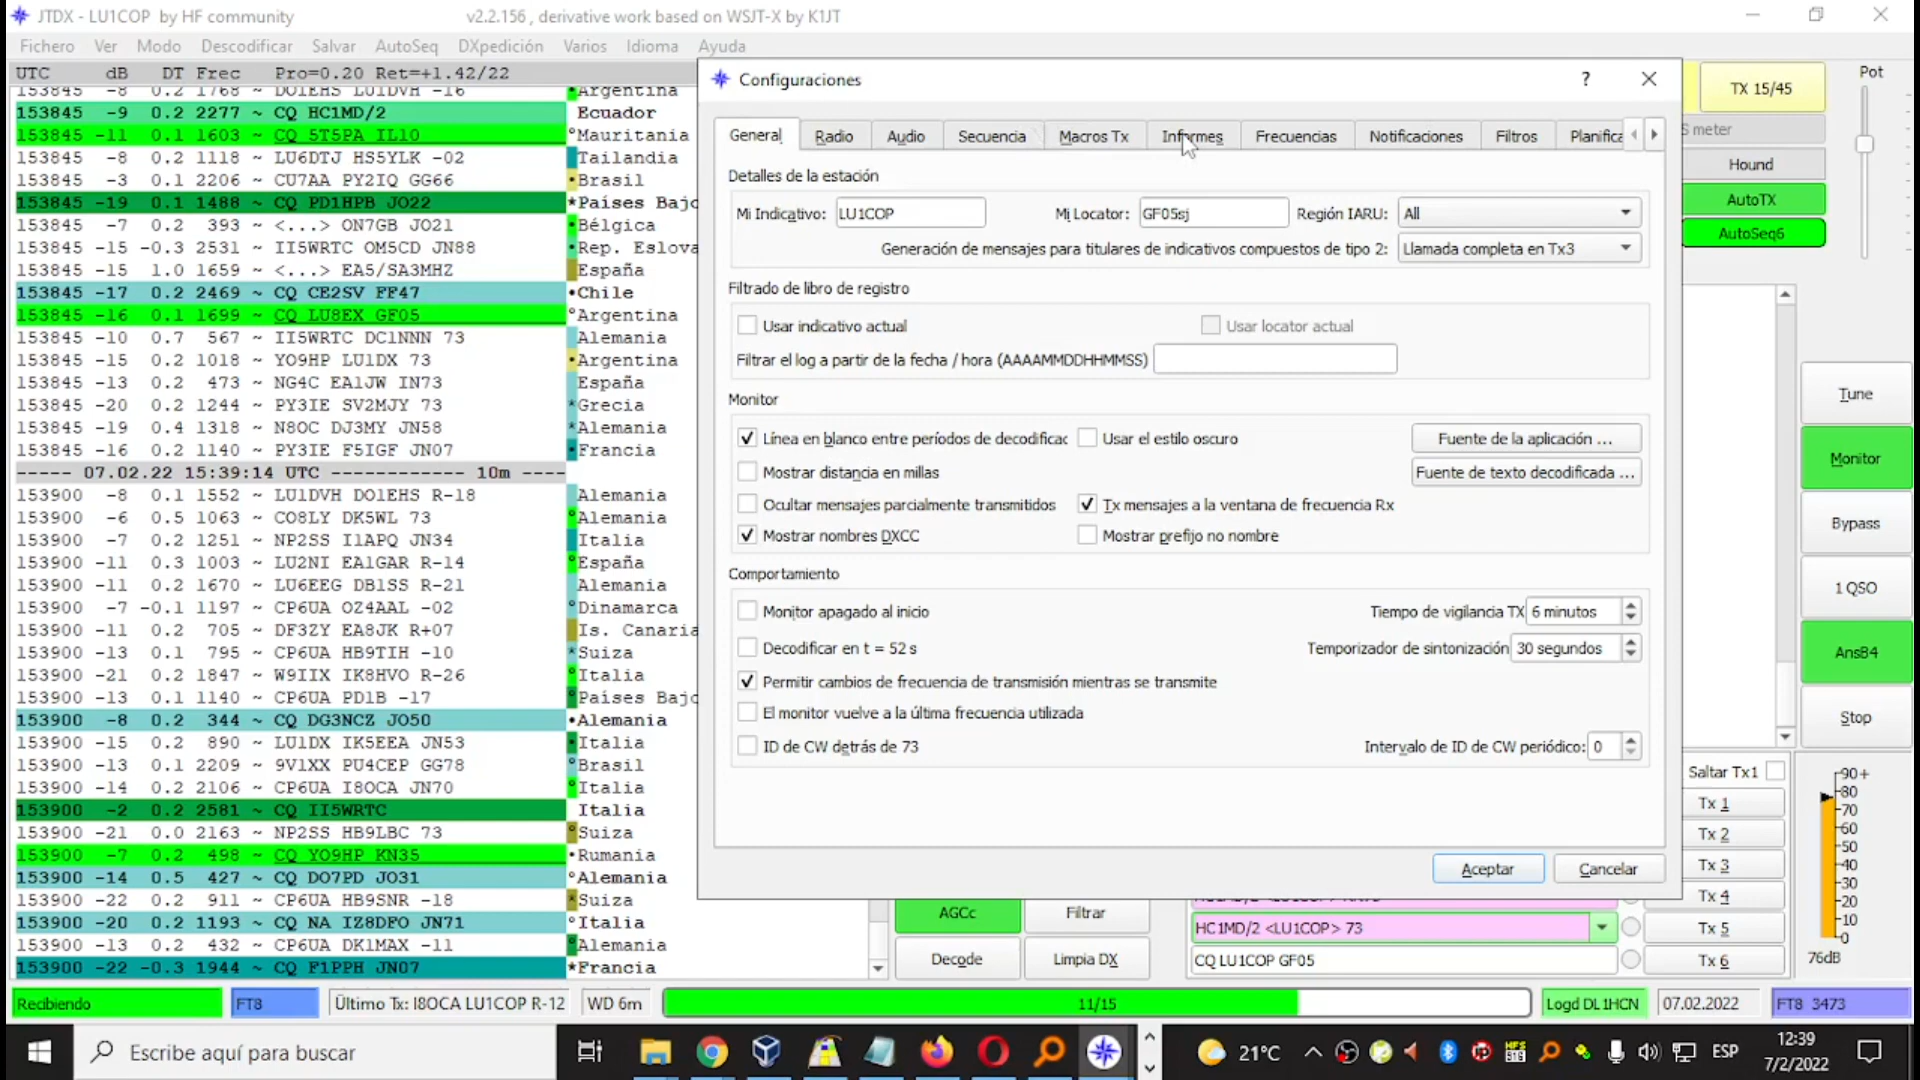 JTDX - LU1COP by HF community
v2.2.156 , derivative work based on WSJT-X by K1JT
Fichero Ver Modo Descodificar Salvar AutoSeq DXpedición Varios Idioma Ayuda
UTC dB DT Frec Pro=0.20 Ret=+1.42/22
153845 -8 0.2 1768 ~ DO1EHS LU1DVH -16 •Argentina
153845 -9 0.2 2277 ~ CQ HC1MD/2 Ecuador
153845 -11 0.1 1603 ~ CQ 5T5PA IL10 °Mauritania
153845 -8 0.2 1118 ~ LU6DTJ HS5YLK -02 Tailandia
153845 -3 0.1 2206 ~ CU7AA PY2IQ GG66 •Brasil
153845 -19 0.1 1488 ~ CQ PD1HPB JO22 *Países Bajo
153845 -7 0.2 393 ~ <...> ON7GB JO21 •Bélgica
153845 -15 -0.3 2531 ~ II5WRTC OM5CD JN88 •Rep. Eslova
153845 -15 1.0 1659 ~ <...> EA5/SA3MHZ España
153845 -17 0.2 2469 ~ CQ CE2SV FF47 •Chile
153845 -16 0.1 1699 ~ CQ LU8EX GF05 °Argentina
153845 -10 0.7 567 ~ II5WRTC DC1NNN 73 Alemania
153845 -15 0.2 1018 ~ YO9HP LU1DX 73 •Argentina
153845 -13 0.2 473 ~ NG4C EA1JW IN73 España
153845 -20 0.2 1244 ~ PY3IE SV2MJY 73 *Grecia
153845 -19 0.4 1318 ~ N8OC DJ3MY JN58 *Alemania
153845 -16 0.2 1140 ~ PY3IE F5IGF JN07 •Francia
----- 07.02.22 15:39:14 UTC ------------ 10m ----
153900 -8 0.1 1552 ~ LU1DVH DO1EHS R-18 Alemania
153900 -6 0.5 1063 ~ CO8LY DK5WL 73 °Alemania
153900 -7 0.2 1251 ~ NP2SS I1APQ JN34 Italia
153900 -11 0.3 1003 ~ LU2NI EA1GAR R-14 °España
153900 -11 0.2 1670 ~ LU6EEG DB1SS R-21 Alemania
153900 -7 -0.1 1197 ~ CP6UA OZ4AAL -02 °Dinamarca
153900 -11 0.2 705 ~ DF3ZY EA8JK R+07 Is. Canaria
153900 -13 0.1 795 ~ CP6UA HB9TIH -10 *Suiza
153900 -21 0.2 1847 ~ W9IIX IK8HVO R-26 °Italia
153900 -13 0.1 1140 ~ CP6UA PD1B -17 °Países Bajo
153900 -8 0.2 344 ~ CQ DG3NCZ JO50 •Alemania
153900 -15 0.2 890 ~ LU1DX IK5EEA JN53 •Italia
153900 -13 0.1 2209 ~ 9V1XX PU4CEP GG78 °Brasil
153900 -14 0.2 2106 ~ CP6UA I8OCA JN70 •Italia
153900 -2 0.2 2581 ~ CQ II5WRTC Italia
153900 -21 0.0 2163 ~ NP2SS HB9LBC 73 °Suiza
153900 -7 0.2 498 ~ CQ YO9HP KN35 •Rumania
153900 -14 0.5 427 ~ CQ DO7PD JO31 °Alemania
153900 -22 0.2 911 ~ CP6UA HB9SNR -18 *Suiza
153900 -20 0.2 1193 ~ CQ NA IZ8DFO JN71 °Italia
153900 -13 0.2 432 ~ CP6UA DK1MAX -11 °Alemania
153900 -22 -0.3 1944 ~ CQ F1PPH JN07 *Francia
Configuraciones ?
General Radio Audio Secuencia Macros Tx Informes Frecuencias Notificaciones Filtros Planifica
Detalles de la estación
Mi Indicativo: LU1COP Mi Locator: GF05sj Región IARU: All
Generación de mensajes para titulares de indicativos compuestos de tipo 2: Llamada completa en Tx3
Filtrado de libro de registro
Usar indicativo actual Usar locator actual
Filtrar el log a partir de la fecha / hora (AAAAMMDDHHMMSS)
Monitor
Línea en blanco entre períodos de decodificac Usar el estilo oscuro Fuente de la aplicación ...
Mostrar distancia en millas Fuente de texto decodificada ...
Ocultar mensajes parcialmente transmitidos Tx mensajes a la ventana de frecuencia Rx
Mostrar nombres DXCC Mostrar prefijo no nombre
Comportamiento
Monitor apagado al inicio Tiempo de vigilancia TX 6 minutos
Decodificar en t = 52 s Temporizador de sintonización 30 segundos
Permitir cambios de frecuencia de transmisión mientras se transmite
El monitor vuelve a la última frecuencia utilizada
ID de CW detrás de 73 Intervalo de ID de CW periódico: 0
Aceptar Cancelar
TX 15/45 Pot
S meter
Hound
AutoTX
AutoSeq6
Tune
Monitor
Bypass
1 QSO
AnsB4
Stop
Saltar Tx1
Tx 1
Tx 2
Tx 3
Tx 4
Tx 5
Tx 6
90+
80
70
60
50
40
30
20
10
0
76dB
AGCc Filtrar
HC1MD/2 <LU1COP> 73
Decode Limpia DX CQ LU1COP GF05
Recibiendo FT8 Último Tx: I8OCA LU1COP R-12 WD 6m 11/15 Logd DL1HCN 07.02.2022 FT8 3473
Escribe aquí para buscar 21°C ESP 12:39
7/2/2022